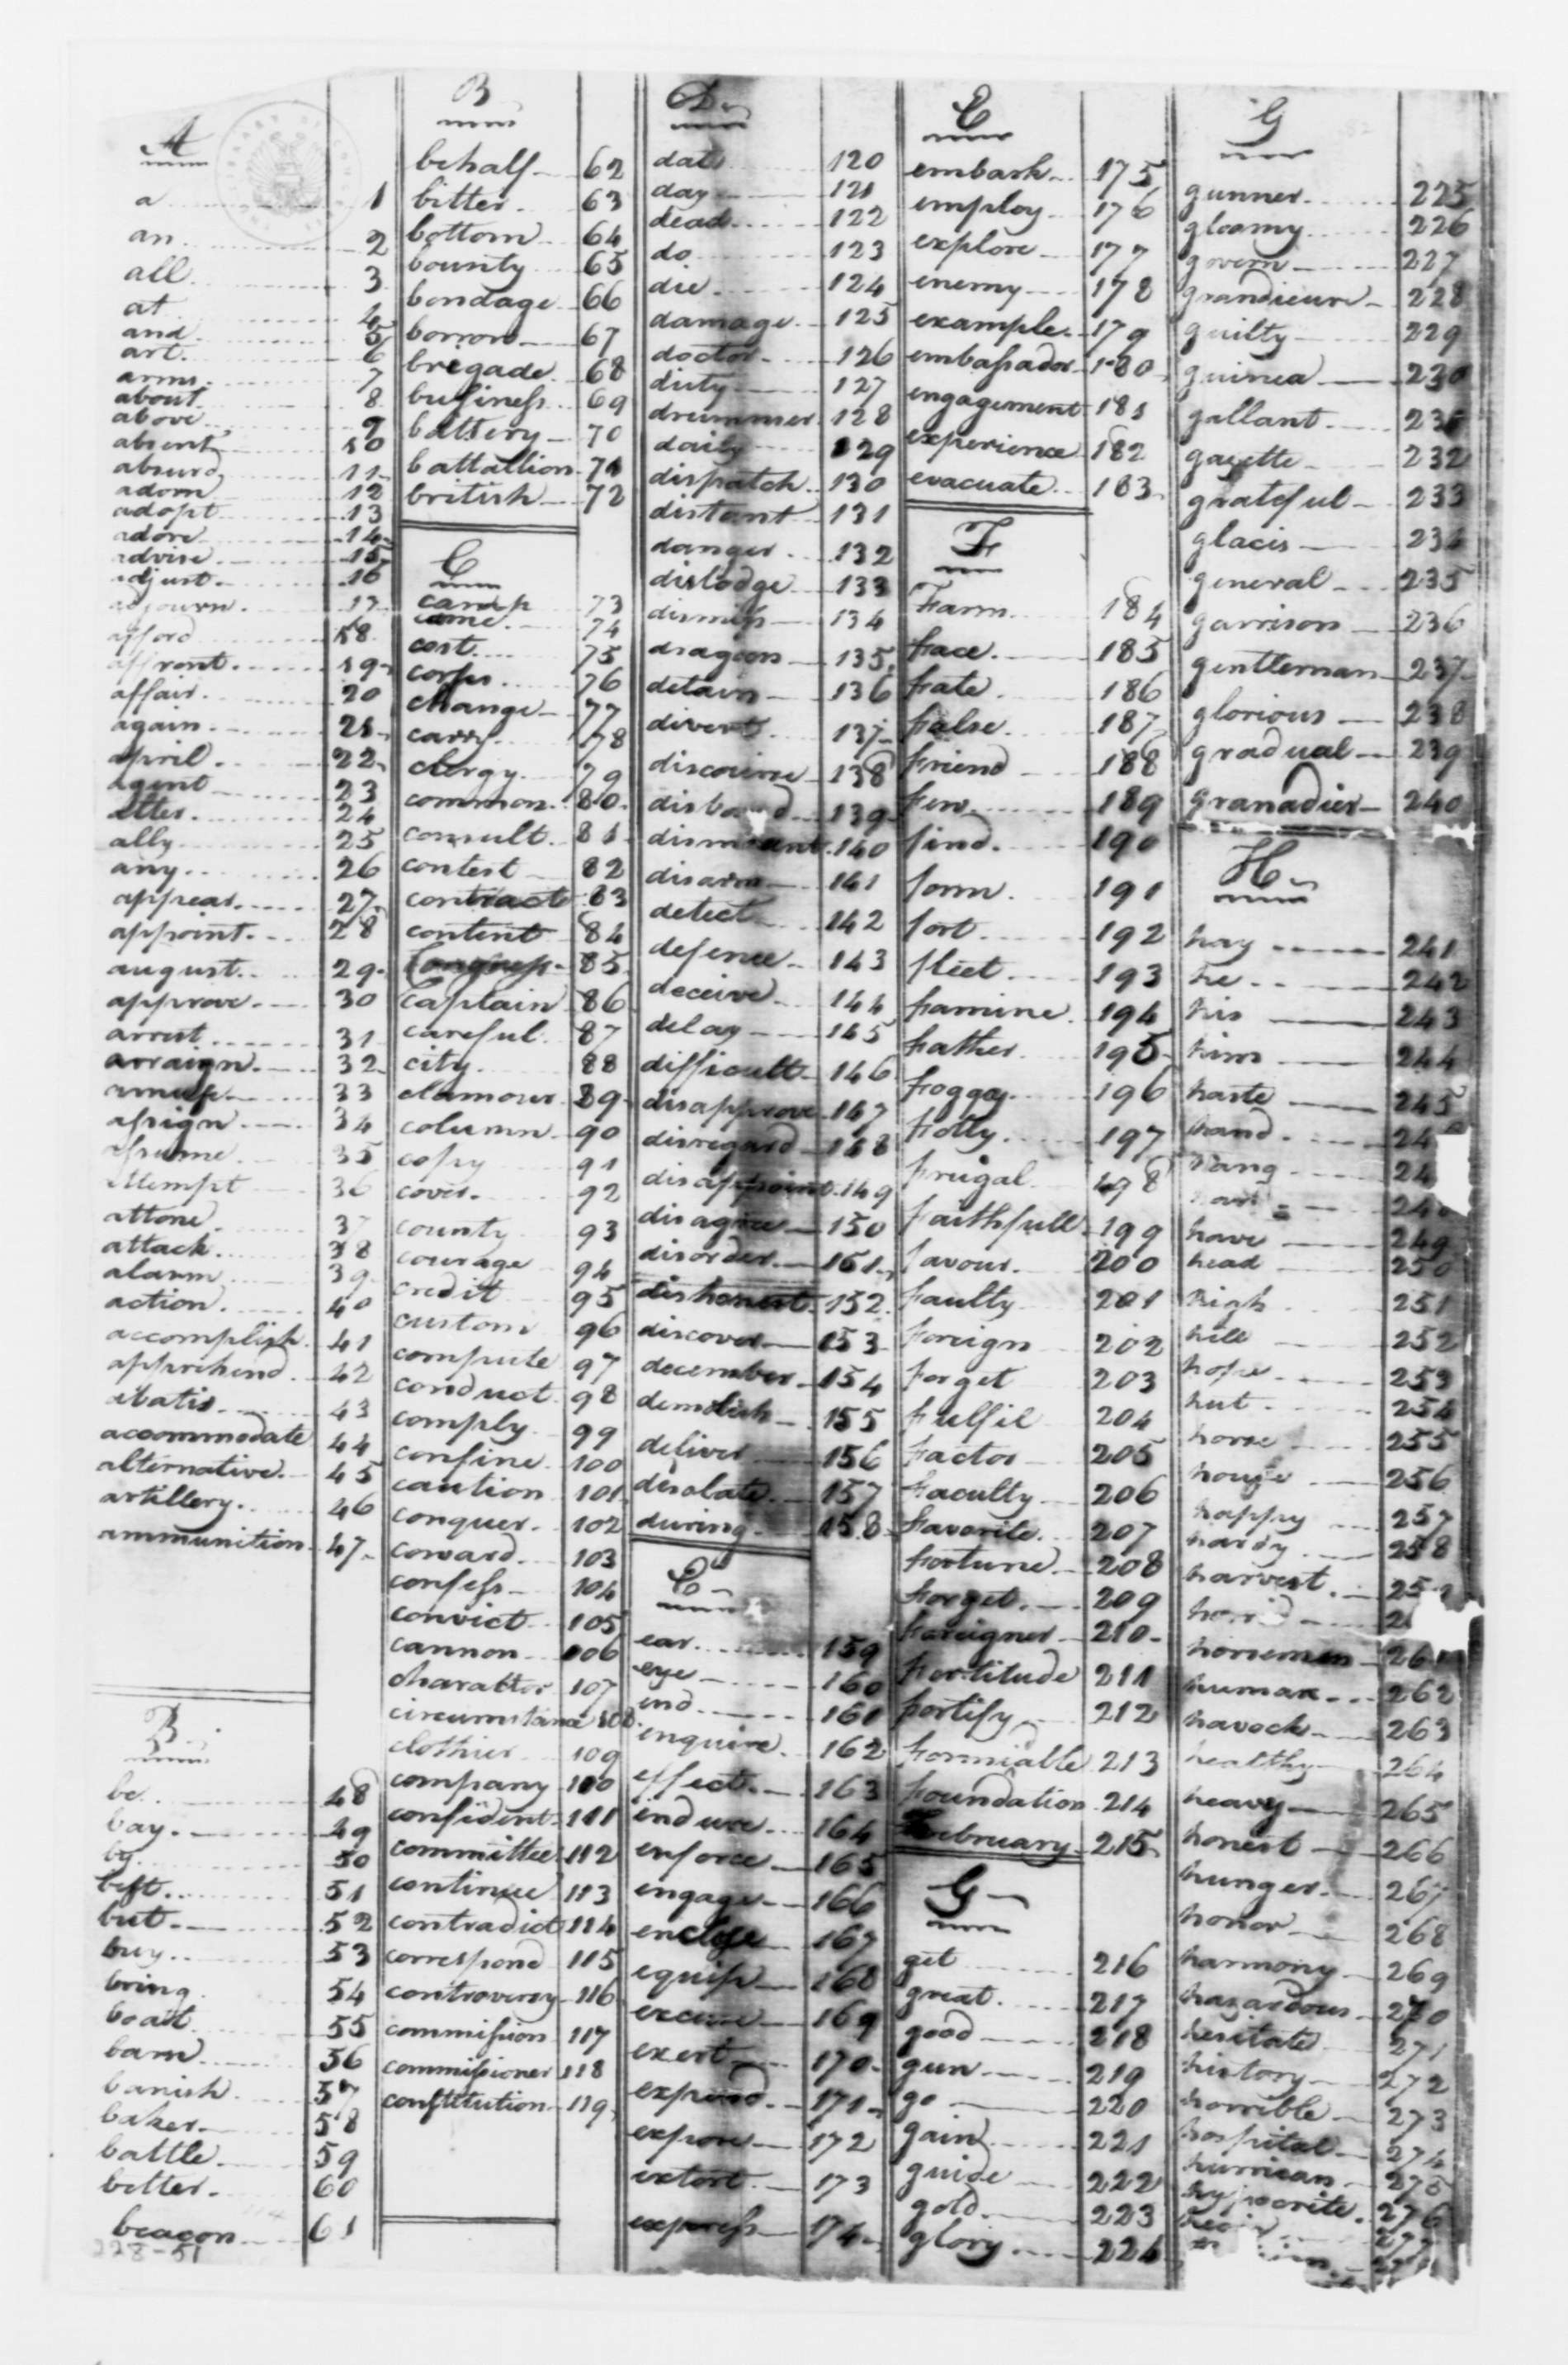 A
a 1
an 2
all 3
at 4
and 5
art 6
arms 7
about 8
above 9
absent 10
absurd 11
adorn 12
adopt 13
adore 14
advise 15
adjust 16
adjourn 17
afford 18
affront 19
affair 20
again 21
april 22
agent 23
alter 24
ally 25
any 26
appear 27
appoint 28
august 29
approve 30
arrest 31
arraign 32
amuse 33
assign 34
assume 35
attempt 36
attone 37
attack 38
alarm 39
action 40
accomplish 41
apprehend 42
abatis 43
accommodate 44
alternative 45
artillery 46
ammunition 47
B
be 48
bay 49
by 50
best 51
but 52
buy 53
bring 54
boat 55
barn 56
banish 57
baker 58
battle 59
better 60
beacon 61
B
behalf 62
bitter 63
bottom 64
bounty 65
bondage 66
borrow 67
bregade 68
business 69
battery 70
battallion 71
british 72
C
camp 73
came 74
cost 75
corps 76
change 77
carry 78
clergy 79
common 80
consult 81
contest 82
contract 83
content 84
Congress 85
Captain 86
careful 87
city 88
clamour 89
column 90
copy 91
cover 92
county 93
courage 94
credit 95
custom 96
compute 97
conduct 98
comply 99
confine 100
caution 101
conquer 102
coward 103
confess 104
convict 105
cannon 106
charactor 107
circumstance 108
clothier 109
company 110
confident 111
committee 112
continue 113
contradict 114
correspond 115
controversy 116
commission 117
commissioner 118
constitution 119
D
date 120
day 121
dead 122
do 123
die 124
damage 125
doctor 126
duty 127
drummer 128
daily 129
dispatch 130
distant 131
danger 132
dislodge 133
dismiss 134
dragoon 135
detain 136
divert 137
discourse 138
disband 139
dismount 140
disarm 141
detect 142
defence 143
deceive 144
delay 145
difficult 146
disapprove 147
disregard 148
disappoint 149
disagree 150
disorder 151
dishonest 152
discover 153
december 154
demolish 155
deliver 156
desolate 157
during 158
E
ear 159
eye 160
end 161
enquire 162
effect 163
endure 164
enforce 165
engage 166
enclose 167
equip 168
excuse 169
exert 170
expend 171
expose 172
extort 173
express 174
E
embark 175
employ 176
explore 177
enemy 178
example 179
embassador 180
engagement 181
experience 182
evacuate 183
F
Farm 184
face 185
fate 186
false 187
friend 188
few 189
find 190
form 191
fort 192
fleet 193
famine 194
father 195
foggy 196
folly 197
frugal 198
faithfull 199
favour 200
faulty 201
foreign 202
forget 203
fulfil 204
factor 205
faculty 206
favorite 207
fortune 208
forget 209
foreigner 210
fortitude 211
fortify 212
formiable 213
foundation 214
February 215
G
get 216
great 217
good 218
gun 219
go 220
gain 221
guide 222
gold 223
glory 224
G
gunner 225
gloomy 226
govern 227
grandieure 228
guilty 229
guinea 230
gallant 231
gazette 232
grateful 233
glacis 234
general 235
garrison 236
gentleman 237
glorious 238
gradual 239
granadier 240
H
hay 241
he 242
his 243
him 244
haste 245
hand 24
hang 24
24
have 249
head 250
high 251
hill 252
hope 253
hut 254
horse 255
house 256
happy 257
hardy 258
harvest 25
horrid 2
horseman 261
human 262
havock 263
healthy 264
heavy 265
honest 266
hunger 267
honor 268
harmony 269
hazardous 270
hesitate 271
history 272
horrible 273
hospital 274
hurrican 275
hypocrite 276
277
228-51